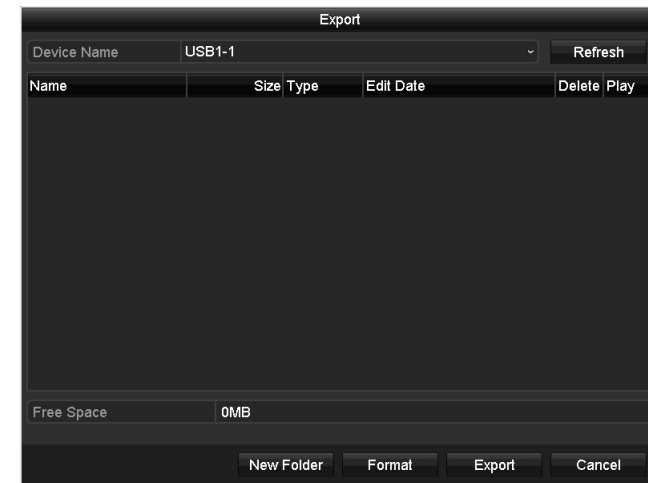 Export
Device Name USB1-1 Refresh
Name Size Type Edit Date Delete Play
Free Space 0MB
New Folder Format Export Cancel